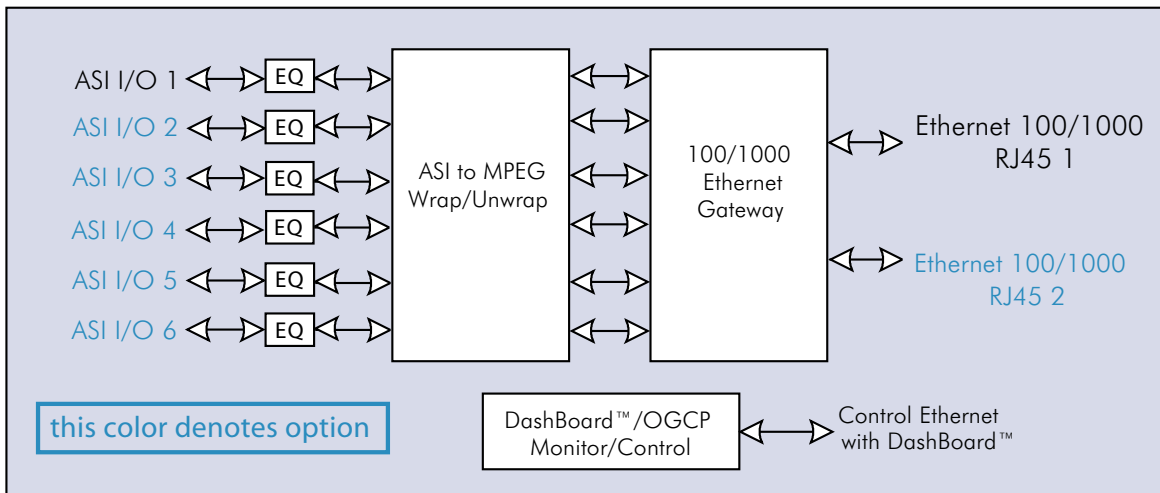 ASI I/O 1
EQ
ASI I/O 2
EQ
ASI I/O 3
EQ
ASI I/O 4
EQ
ASI I/O 5
EQ
ASI I/O 6
EQ
ASI to MPEG
Wrap/Unwrap
100/1000
Ethernet
Gateway
Ethernet 100/1000
RJ45 1
Ethernet 100/1000
RJ45 2
this color denotes option
DashBoard™/OGCP
Monitor/Control
Control Ethernet
with DashBoard™